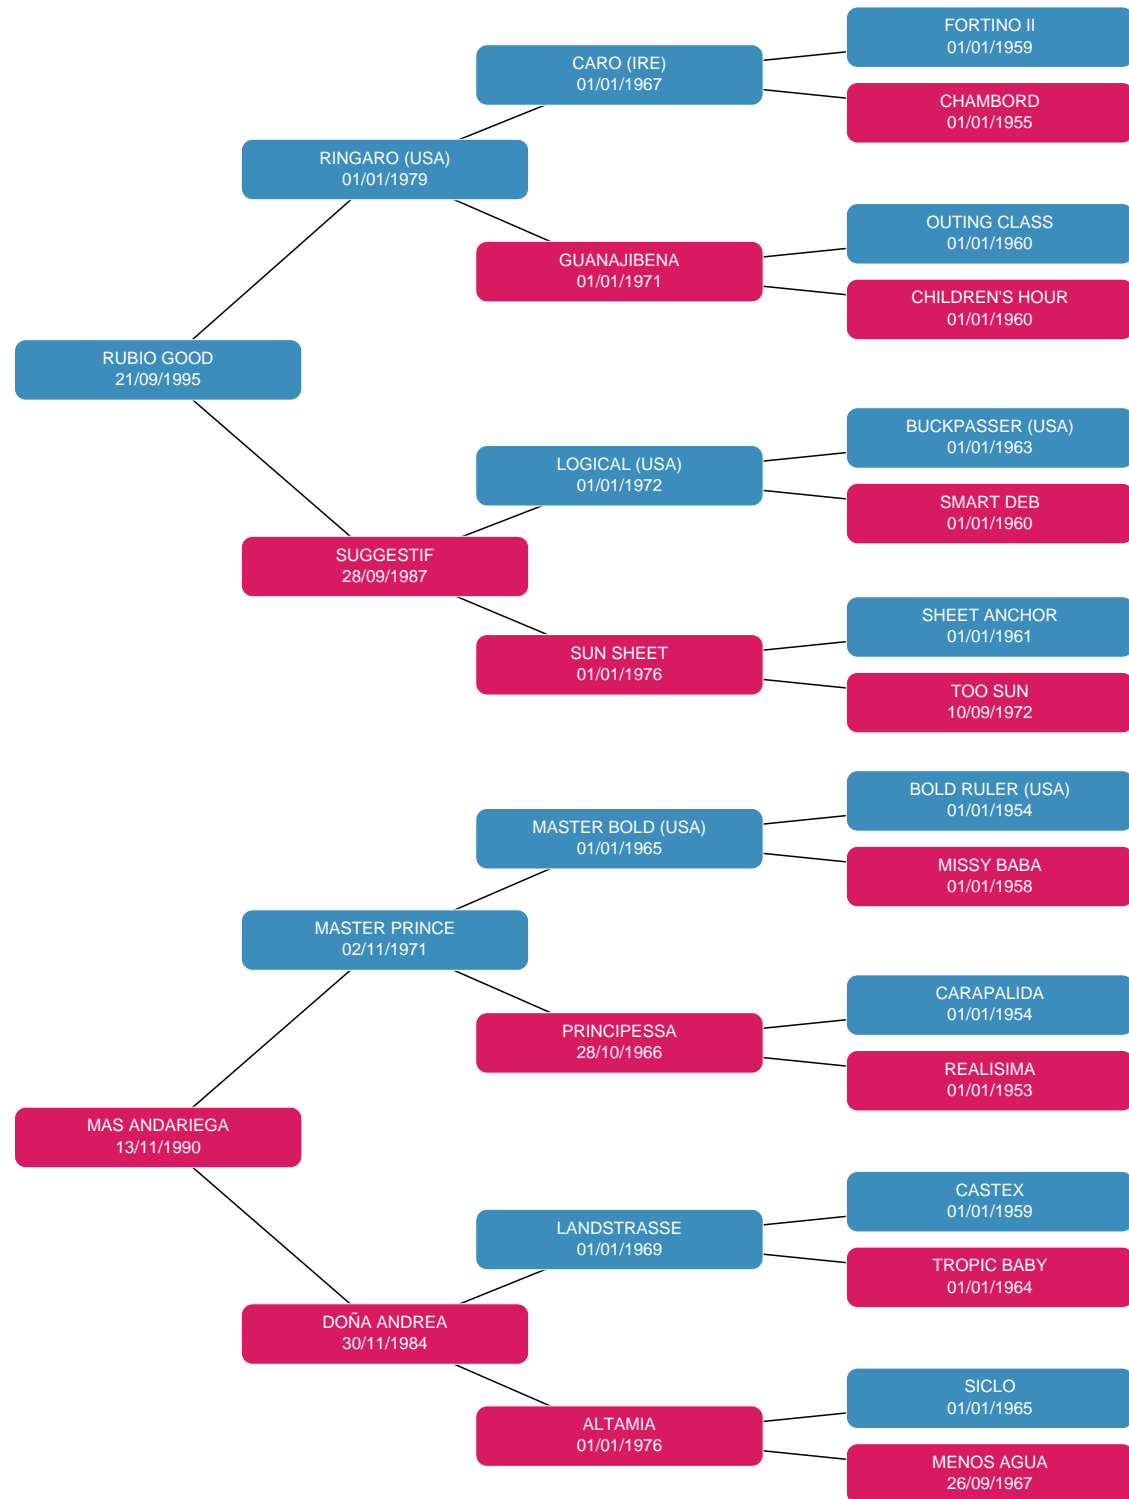 FORTINO II
01/01/1959
CARO (IRE)
01/01/1967
CHAMBORD
01/01/1955
RINGARO (USA)
01/01/1979
OUTING CLASS
01/01/1960
GUANAJIBENA
01/01/1971
CHILDREN'S HOUR
01/01/1960
RUBIO GOOD
21/09/1995
BUCKPASSER (USA)
01/01/1963
LOGICAL (USA)
01/01/1972
SMART DEB
01/01/1960
SUGGESTIF
28/09/1987
SHEET ANCHOR
01/01/1961
SUN SHEET
01/01/1976
TOO SUN
10/09/1972
BOLD RULER (USA)
01/01/1954
MASTER BOLD (USA)
01/01/1965
MISSY BABA
01/01/1958
MASTER PRINCE
02/11/1971
CARAPALIDA
01/01/1954
PRINCIPESSA
28/10/1966
REALISIMA
01/01/1953
MAS ANDARIEGA
13/11/1990
CASTEX
01/01/1959
LANDSTRASSE
01/01/1969
TROPIC BABY
01/01/1964
DOÑA ANDREA
30/11/1984
SICLO
01/01/1965
ALTAMIA
01/01/1976
MENOS AGUA
26/09/1967